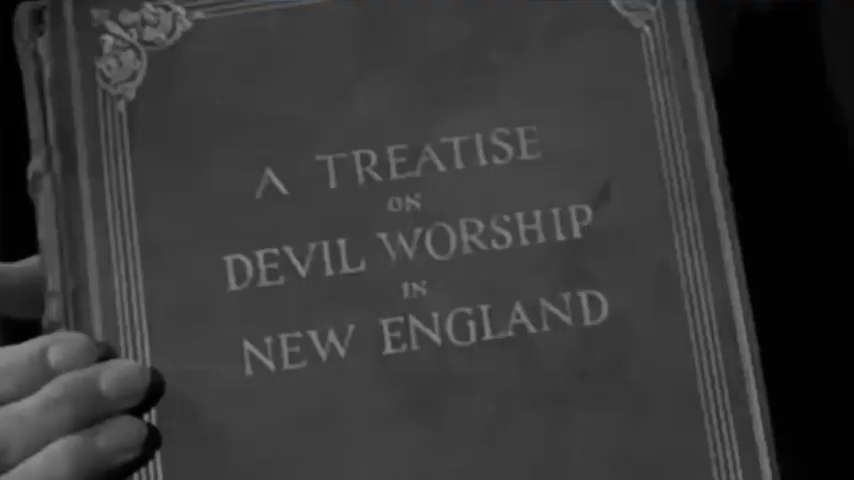 A TREATISE
ON
DEVIL WORSHIP
IN
NEW ENGLAND